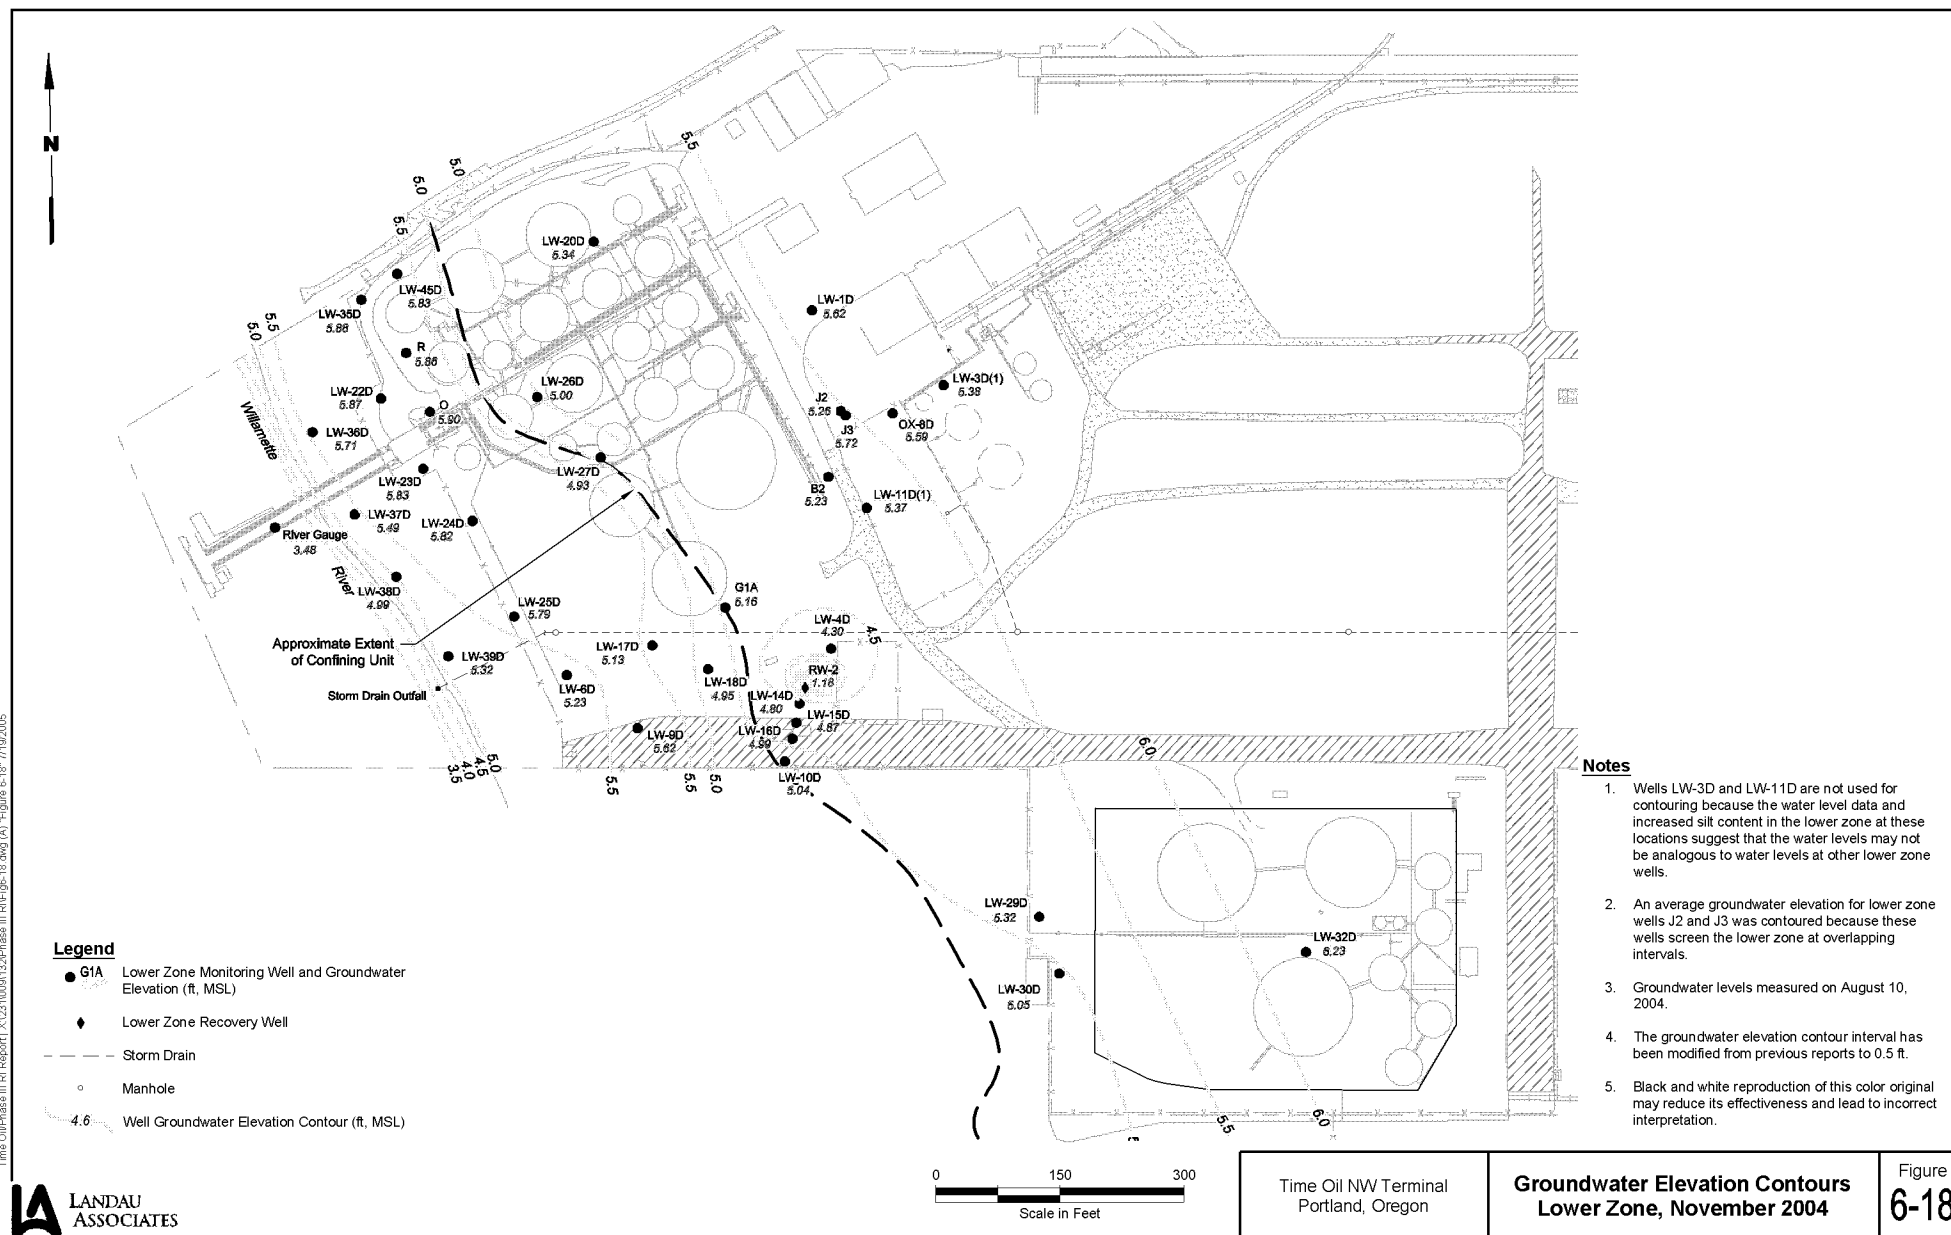 N
5.0
5.0
5.5
5.5
LW-20D
5.34
LW-45D
5.83
LW-35D
5.88
LW-1D
5.62
5.5
5.0
R
5.86
LW-26D
5.00
LW-3D(1)
5.38
LW-22D
5.87
O
5.90
J2
5.26
J3
5.72
OX-6D
5.59
Willamette
LW-36D
5.71
LW-27D
4.93
LW-23D
5.83
B2
5.23
LW-11D(1)
5.37
LW-37D
5.49
LW-24D
5.82
River Gauge
3.48
River
LW-38D
4.99
G1A
5.16
LW-25D
5.79
LW-4D
4.30
4.5
Approximate Extent
of Confining Unit
LW-17D
5.13
LW-39D
5.32
RW-2
1.18
LW-18D
4.95
LW-6D
5.23
LW-14D
4.80
Storm Drain Outfall
LW-15D
4.87
LW-16D
4.99
LW-9D
5.62
6.0
3.5
4.0
4.5
5.0
5.5
5.5
5.0
LW-10D
5.04
LW-29D
5.32
LW-32D
6.23
LW-30D
6.05
5.5
6.0
Notes
1. Wells LW-3D and LW-11D are not used for
contouring because the water level data and
increased silt content in the lower zone at these
locations suggest that the water levels may not
be analogous to water levels at other lower zone
wells.
2. An average groundwater elevation for lower zone
wells J2 and J3 was contoured because these
wells screen the lower zone at overlapping
intervals.
3. Groundwater levels measured on August 10,
2004.
4. The groundwater elevation contour interval has
been modified from previous reports to 0.5 ft.
5. Black and white reproduction of this color original
may reduce its effectiveness and lead to incorrect
interpretation.
Legend
G1A Lower Zone Monitoring Well and Groundwater
Elevation (ft, MSL)
Lower Zone Recovery Well
Storm Drain
Manhole
4.6 Well Groundwater Elevation Contour (ft, MSL)
LANDAU
ASSOCIATES
0 150 300
Scale in Feet
Time Oil NW Terminal
Portland, Oregon
Groundwater Elevation Contours
Lower Zone, November 2004
Figure
6-18